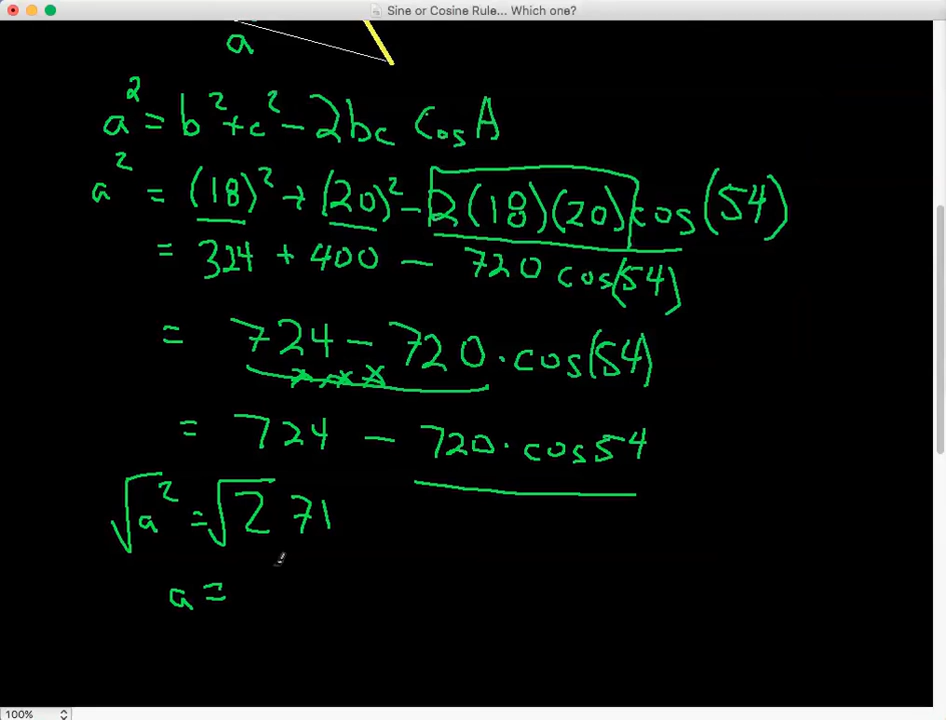 Sine or Cosine Rule... Which one?
a
a² = b² + c² - 2bc Cos A
a² = (18)² + (20)² - 2(18)(20) cos (54)
= 324 + 400 - 720 cos(54)
= 724 - 720 · cos(54)
x x x
= 724 - 720 · cos 54
√a² = √271
a =
100%